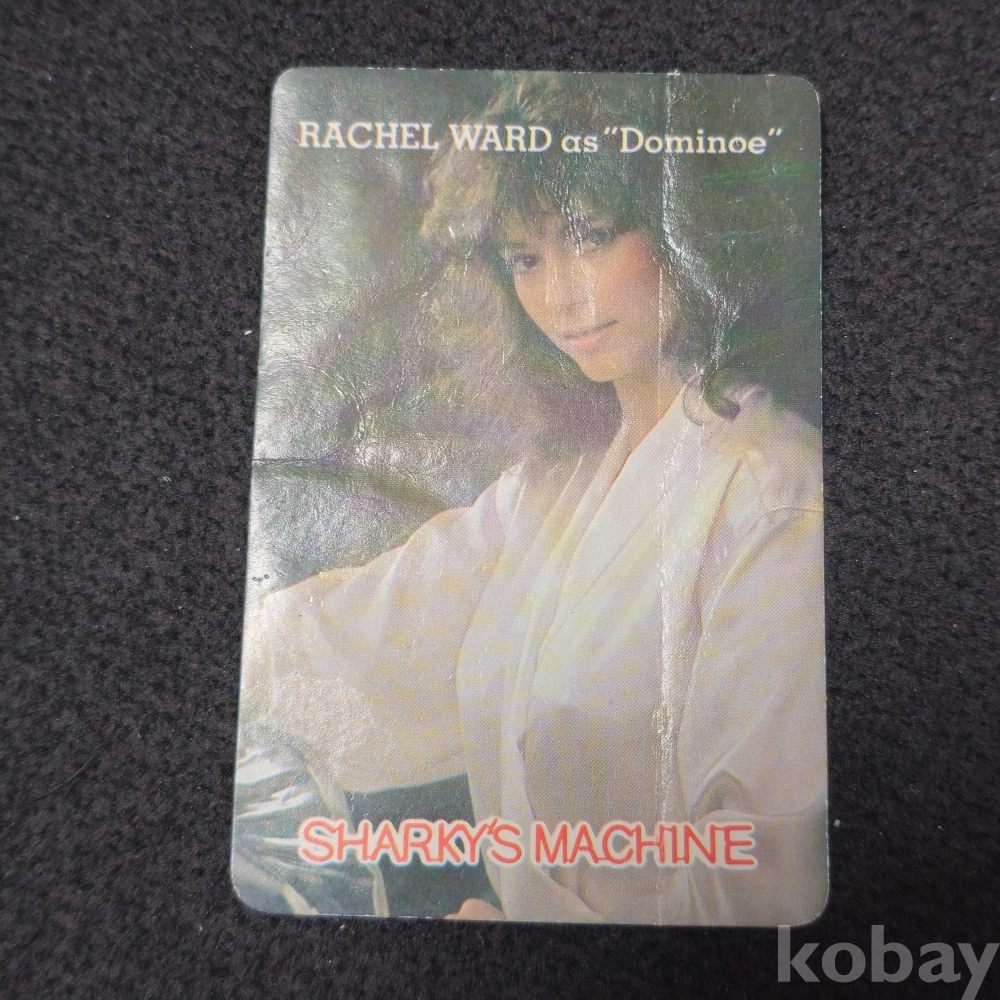 RACHEL WARD as "Dominoe"
SHARKY'S MACHINE
kobay